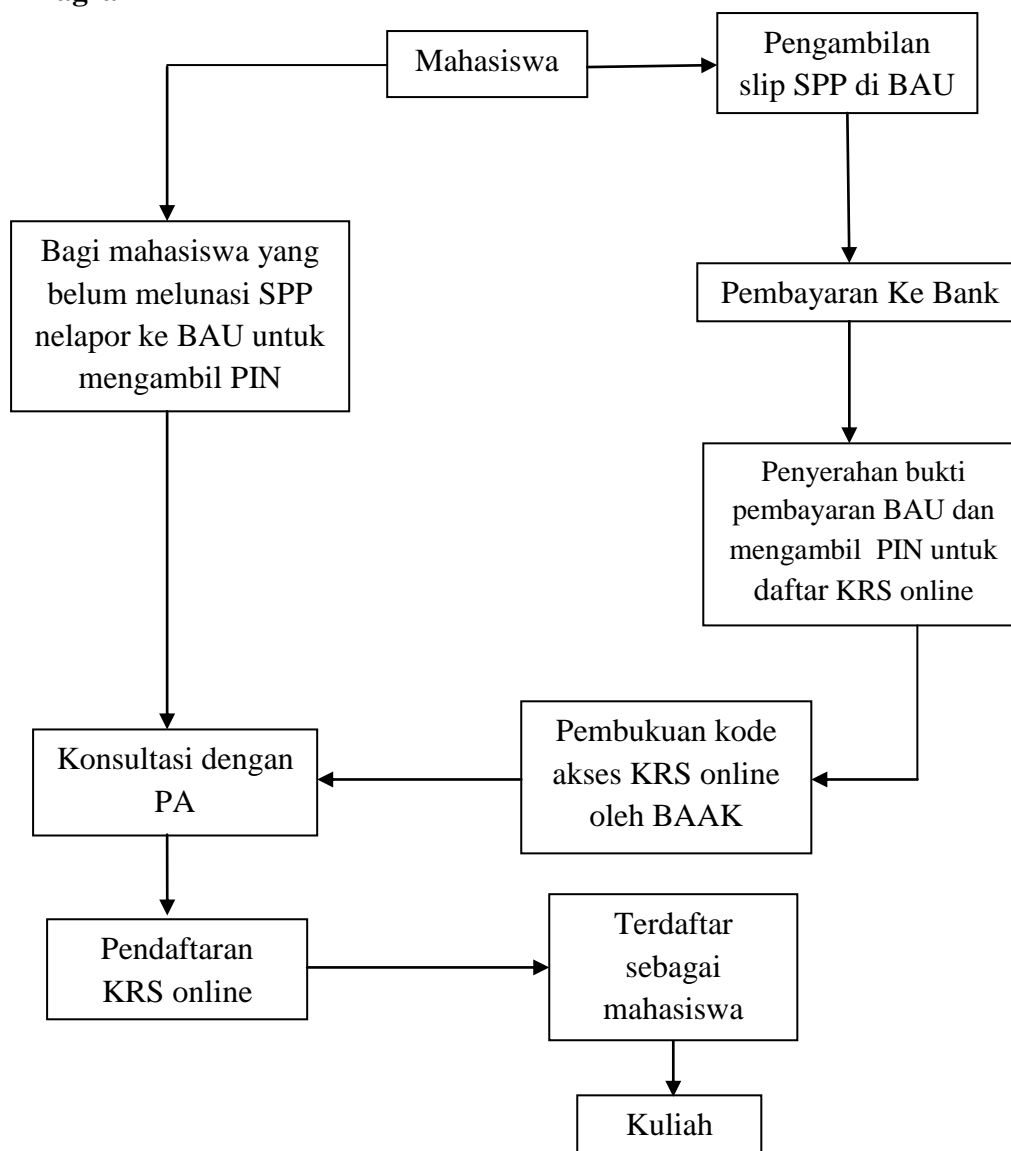 Mahasiswa
Pengambilan
slip SPP di BAU
Bagi mahasiswa yang
belum melunasi SPP
nelapor ke BAU untuk
mengambil PIN
Pembayaran Ke Bank
Penyerahan bukti
pembayaran BAU dan
mengambil PIN untuk
daftar KRS online
Pembukuan kode
akses KRS online
oleh BAAK
Konsultasi dengan
PA
Pendaftaran
KRS online
Terdaftar
sebagai
mahasiswa
Kuliah